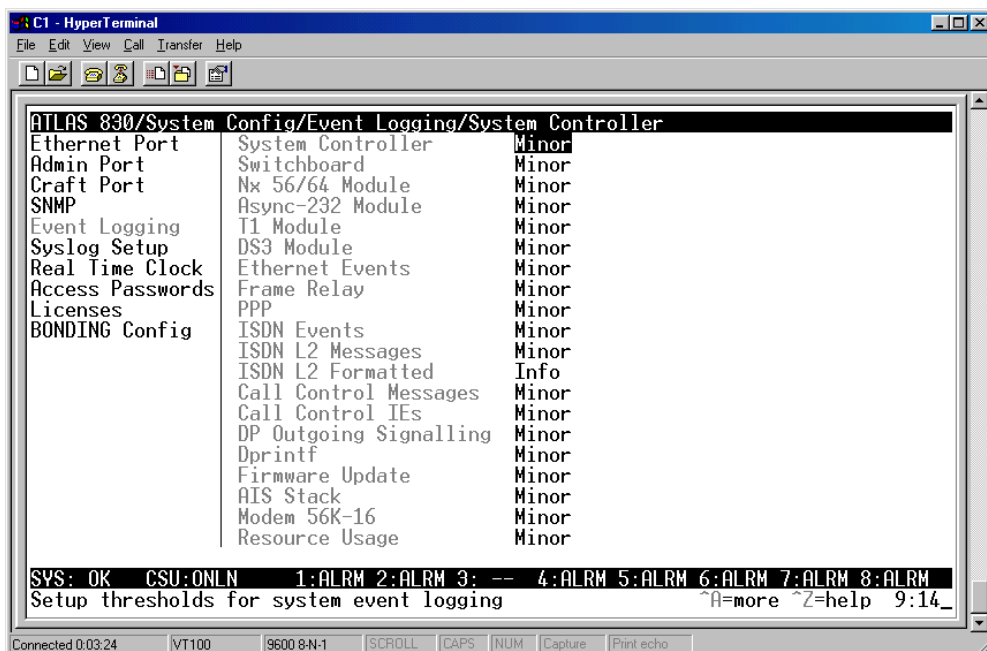 C1 - HyperTerminal
File Edit View Call Transfer Help
ATLAS 830/System Config/Event Logging/System Controller
Ethernet Port System Controller Minor
Admin Port Switchboard Minor
Craft Port Nx 56/64 Module Minor
SNMP Async-232 Module Minor
Event Logging T1 Module Minor
Syslog Setup DS3 Module Minor
Real Time Clock Ethernet Events Minor
Access Passwords Frame Relay Minor
Licenses PPP Minor
BONDING Config ISDN Events Minor
ISDN L2 Messages Minor
ISDN L2 Formatted Info
Call Control Messages Minor
Call Control IEs Minor
DP Outgoing Signalling Minor
Dprintf Minor
Firmware Update Minor
AIS Stack Minor
Modem 56K-16 Minor
Resource Usage Minor
SYS: OK CSU:ONLN 1:ALRM 2:ALRM 3: -- 4:ALRM 5:ALRM 6:ALRM 7:ALRM 8:ALRM
Setup thresholds for system event logging ^A=more ^Z=help 9:14_
Connected 0:03:24 VT100 9600 8-N-1 SCROLL CAPS NUM Capture Print echo